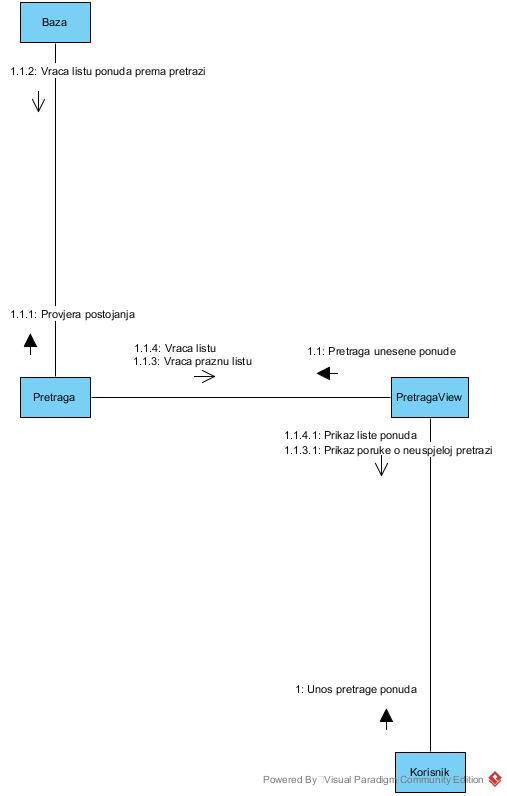 Baza
1.1.2: Vraca listu ponuda prema pretrazi
1.1.1: Provjera postojanja
1.1.4: Vraca listu
1.1.3: Vraca praznu listu
1.1: Pretraga unesene ponude
Pretraga
PretragaView
1.1.4.1: Prikaz liste ponuda
1.1.3.1: Prikaz poruke o neuspjeloj pretrazi
1: Unos pretrage ponuda
Korisnik
Powered By Visual Paradigm Community Edition